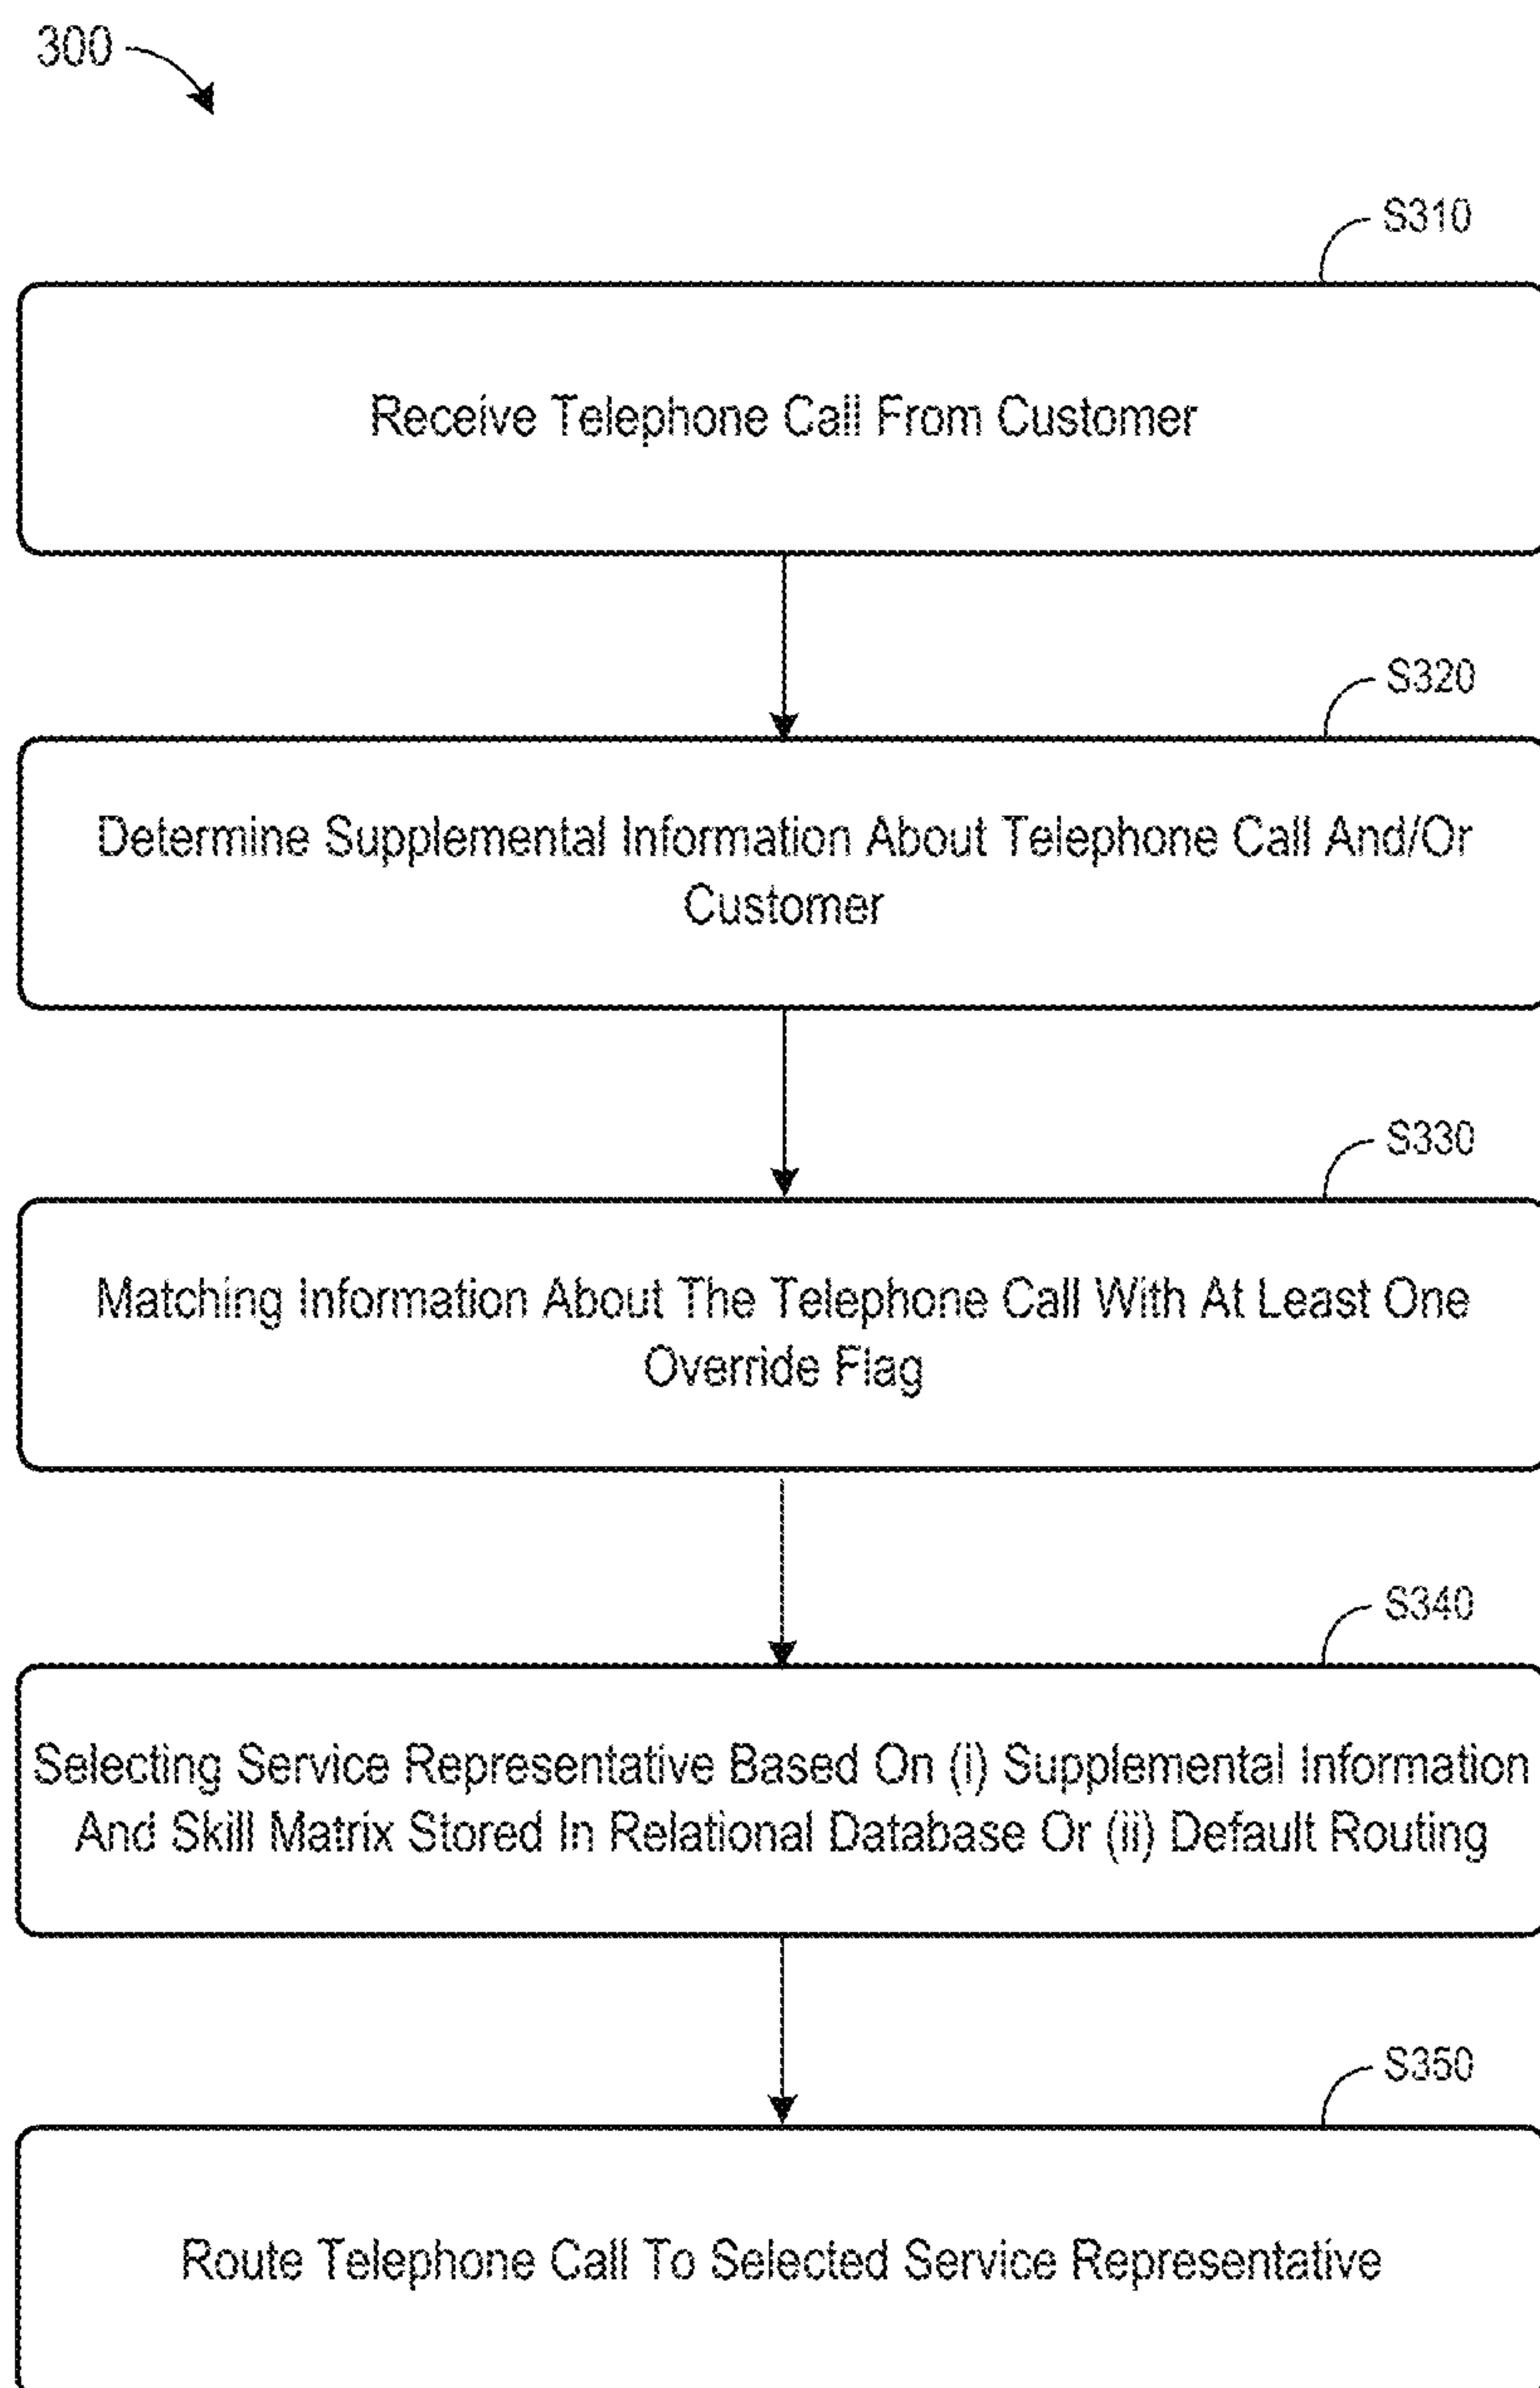 300
S310
Receive Telephone Call From Customer
S320
Determine Supplemental Information About Telephone Call And/Or
Customer
S330
Matching Information About The Telephone Call With At Least One
Override Flag
S340
Selecting Service Representative Based On (i) Supplemental Information
And Skill Matrix Stored In Relational Database Or (ii) Default Routing
S350
Route Telephone Call To Selected Service Representative